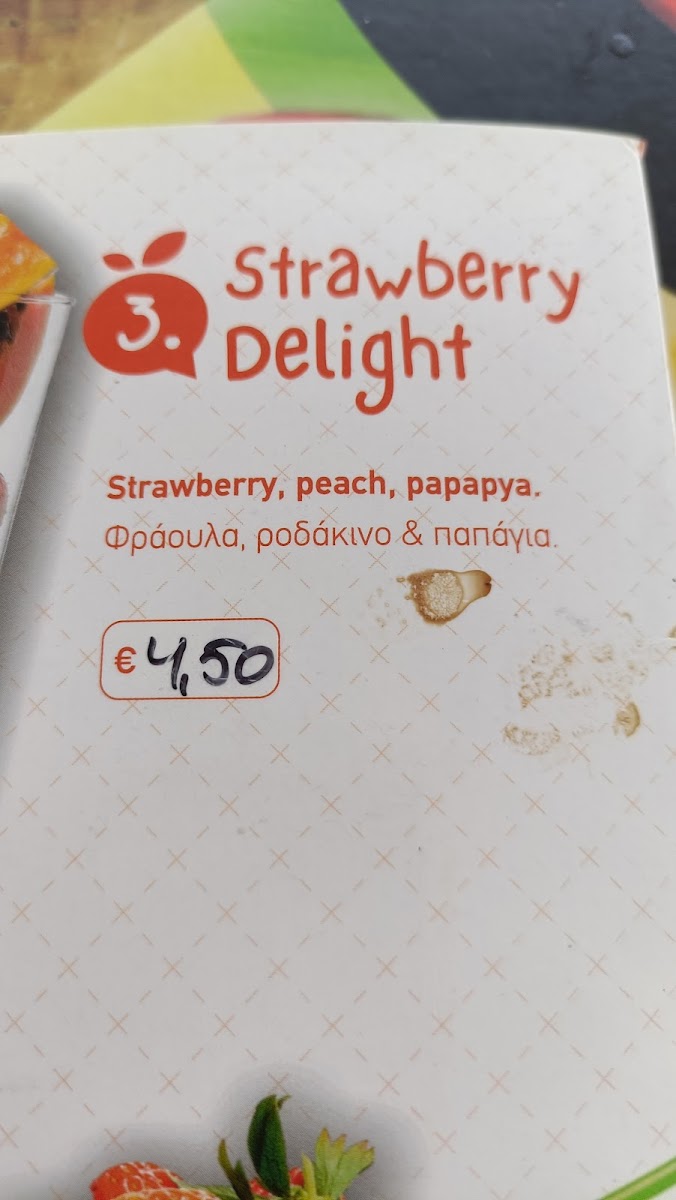 3.
Strawberry
Delight
Strawberry, peach, papapya.
Φράουλα, ροδάκινο & παπάγια.
€ 4,50